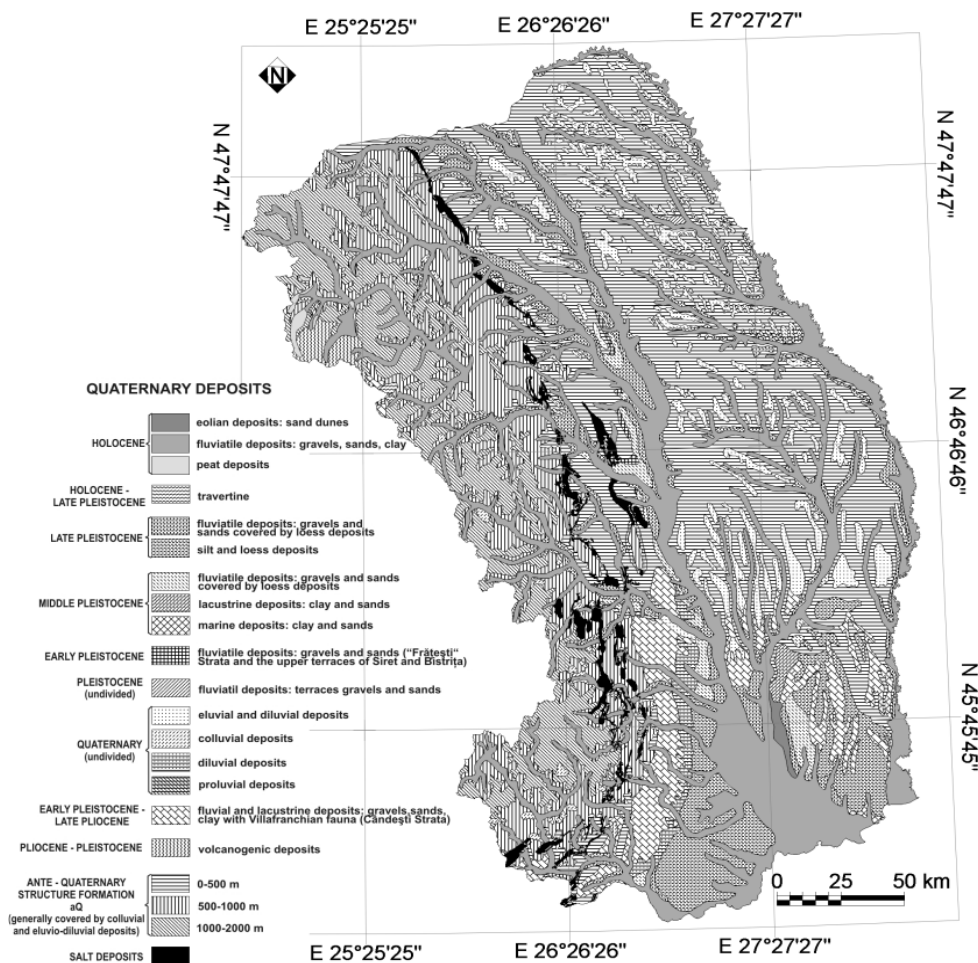 E 25°25'25" E 26°26'26" E 27°27'27"
N
N 47°47'47"
N 47°47'47"
N 46°46'46"
N 45°45'45"
QUATERNARY DEPOSITS
HOLOCENE
eolian deposits: sand dunes
fluviatile deposits: gravels, sands, clay
peat deposits
HOLOCENE -
LATE PLEISTOCENE
travertine
LATE PLEISTOCENE
fluviatile deposits: gravels and
sands covered by loess deposits
silt and loess deposits
MIDDLE PLEISTOCENE
fluviatile deposits: gravels and sands
covered by loess deposits
lacustrine deposits: clay and sands
marine deposits: clay and sands
EARLY PLEISTOCENE
fluviatile deposits: gravels and sands ("Frăteşti"
Strata and the upper terraces of Siret and Bistriţa)
PLEISTOCENE
(undivided)
fluviatil deposits: terraces gravels and sands
QUATERNARY
(undivided)
eluvial and diluvial deposits
colluvial deposits
diluvial deposits
proluvial deposits
EARLY PLEISTOCENE -
LATE PLIOCENE
fluvial and lacustrine deposits: gravels, sands,
clay with Villafranchian fauna (Cândeşti Strata)
PLIOCENE - PLEISTOCENE
volcanogenic deposits
ANTE - QUATERNARY
STRUCTURE FORMATION
aQ
(generally covered by colluvial
and eluvio-diluvial deposits)
0-500 m
500-1000 m
1000-2000 m
SALT DEPOSITS
0 25 50 km
E 25°25'25" E 26°26'26" E 27°27'27"